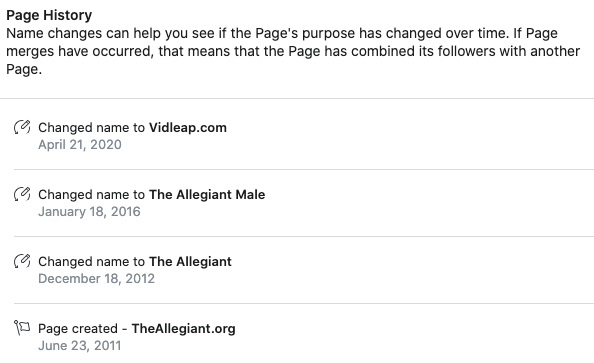 Page History
Name changes can help you see if the Page's purpose has changed over time. If Page
merges have occurred, that means that the Page has combined its followers with another
Page.
Changed name to Vidleap.com
April 21, 2020
Changed name to The Allegiant Male
January 18, 2016
Changed name to The Allegiant
December 18, 2012
Page created - TheAllegiant.org
June 23, 2011